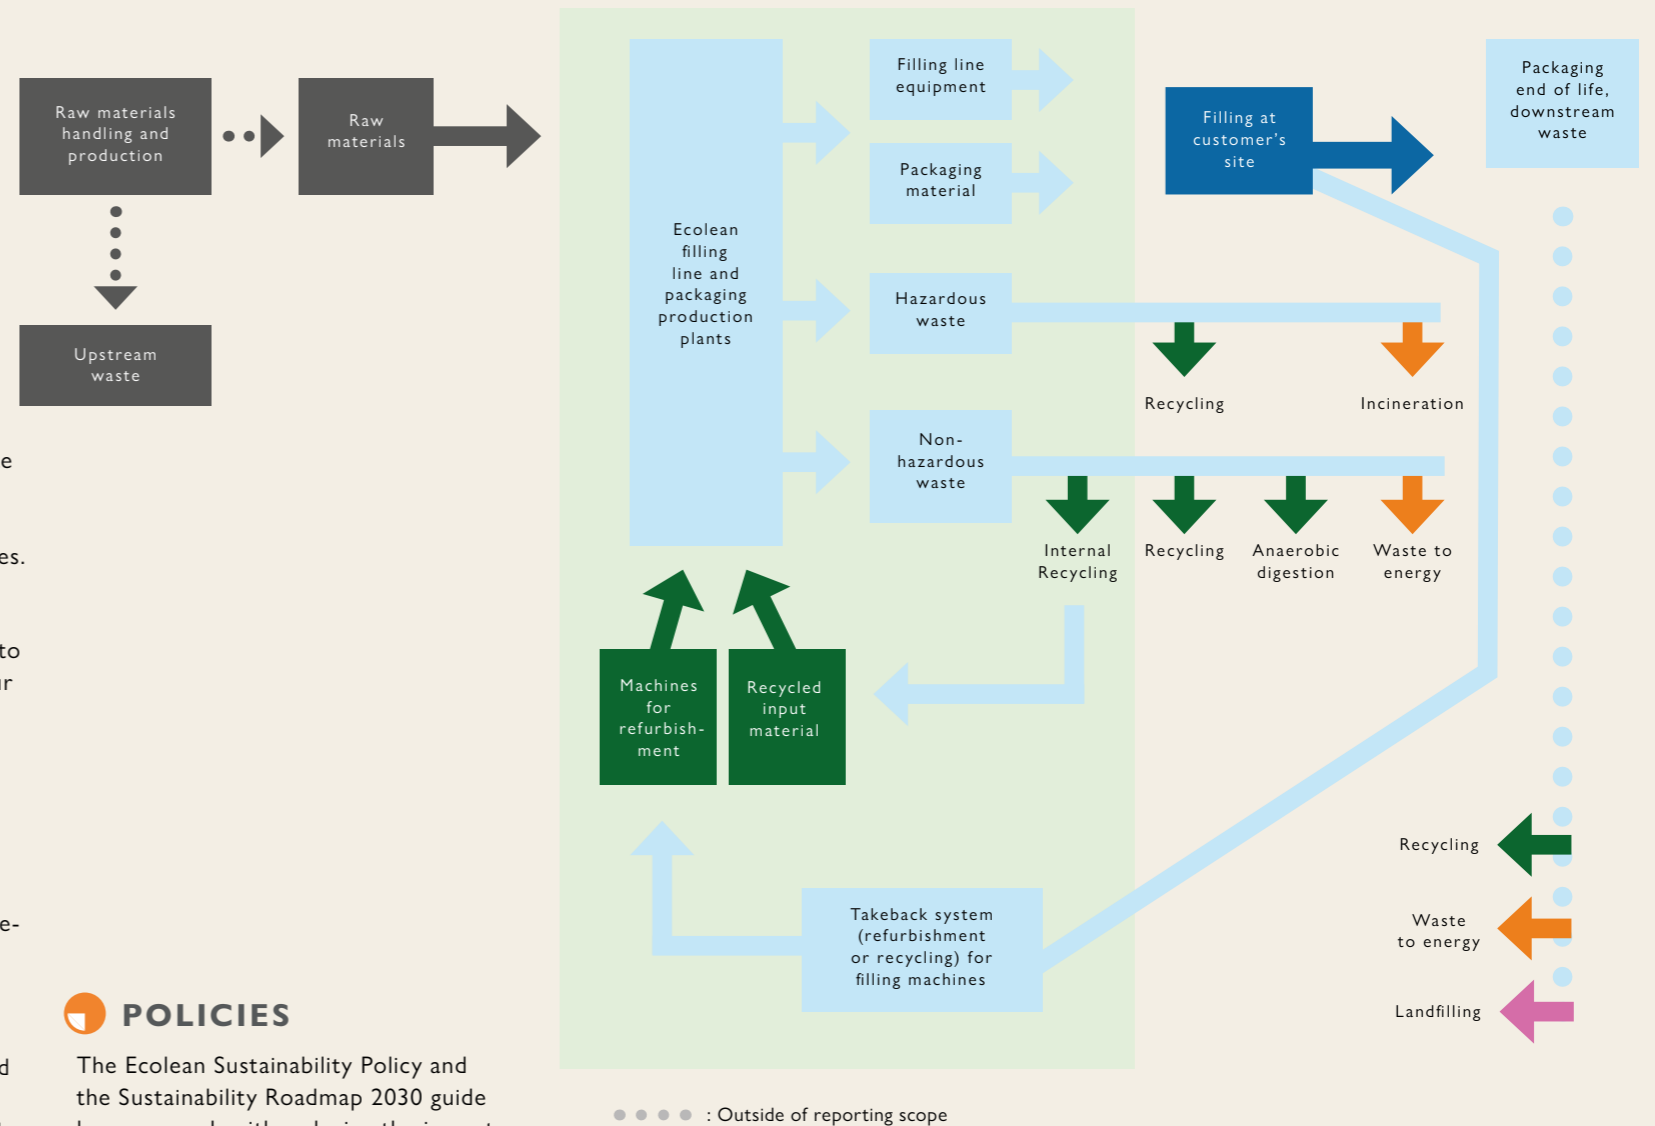 Raw materials
handling and
production
Raw
materials
Upstream
waste
Ecolean
filling
line and
packaging
production
plants
Filling line
equipment
Packaging
material
Hazardous
waste
Non-
hazardous
waste
Filling at
customer's
site
Packaging
end of life,
downstream
waste
Recycling
Incineration
Internal
Recycling
Recycling
Anaerobic
digestion
Waste to
energy
Machines
for
refurbish-
ment
Recycled
input
material
Takeback system
(refurbishment
or recycling) for
filling machines
Recycling
Waste
to energy
Landfilling
e
es.
to
ur
e-
d
POLICIES
The Ecolean Sustainability Policy and
the Sustainability Roadmap 2030 guide
: Outside of reporting scope